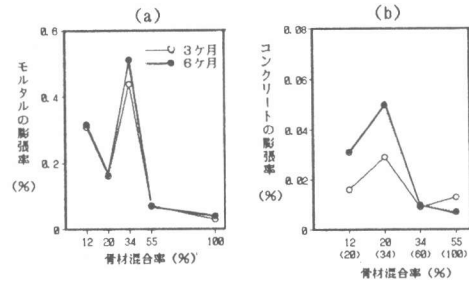 (a)
モルタルの膨張率
(%)
0.6
0.4
0.2
0
3ヶ月
6ヶ月
12 20 34 55 100
骨材混合率(%)
(b)
コンクリートの膨張率
(%)
0.08
0.06
0.04
0.02
0
12 20 34 55
(20) (34) (60) (100)
骨材混合率(%)